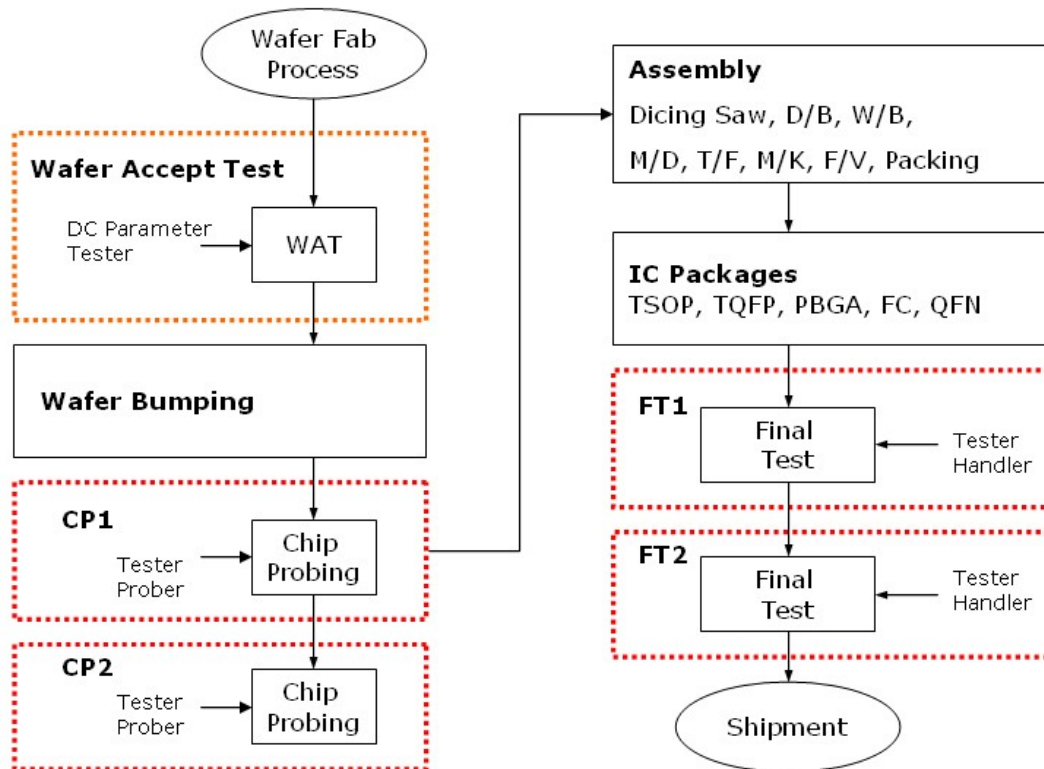 Wafer Fab
Process
Wafer Accept Test
DC Parameter
Tester
WAT
Wafer Bumping
CP1
Chip
Probing
Tester
Prober
CP2
Chip
Probing
Tester
Prober
Assembly
Dicing Saw, D/B, W/B,
M/D, T/F, M/K, F/V, Packing
IC Packages
TSOP, TQFP, PBGA, FC, QFN
FT1
Final
Test
Tester
Handler
FT2
Final
Test
Tester
Handler
Shipment